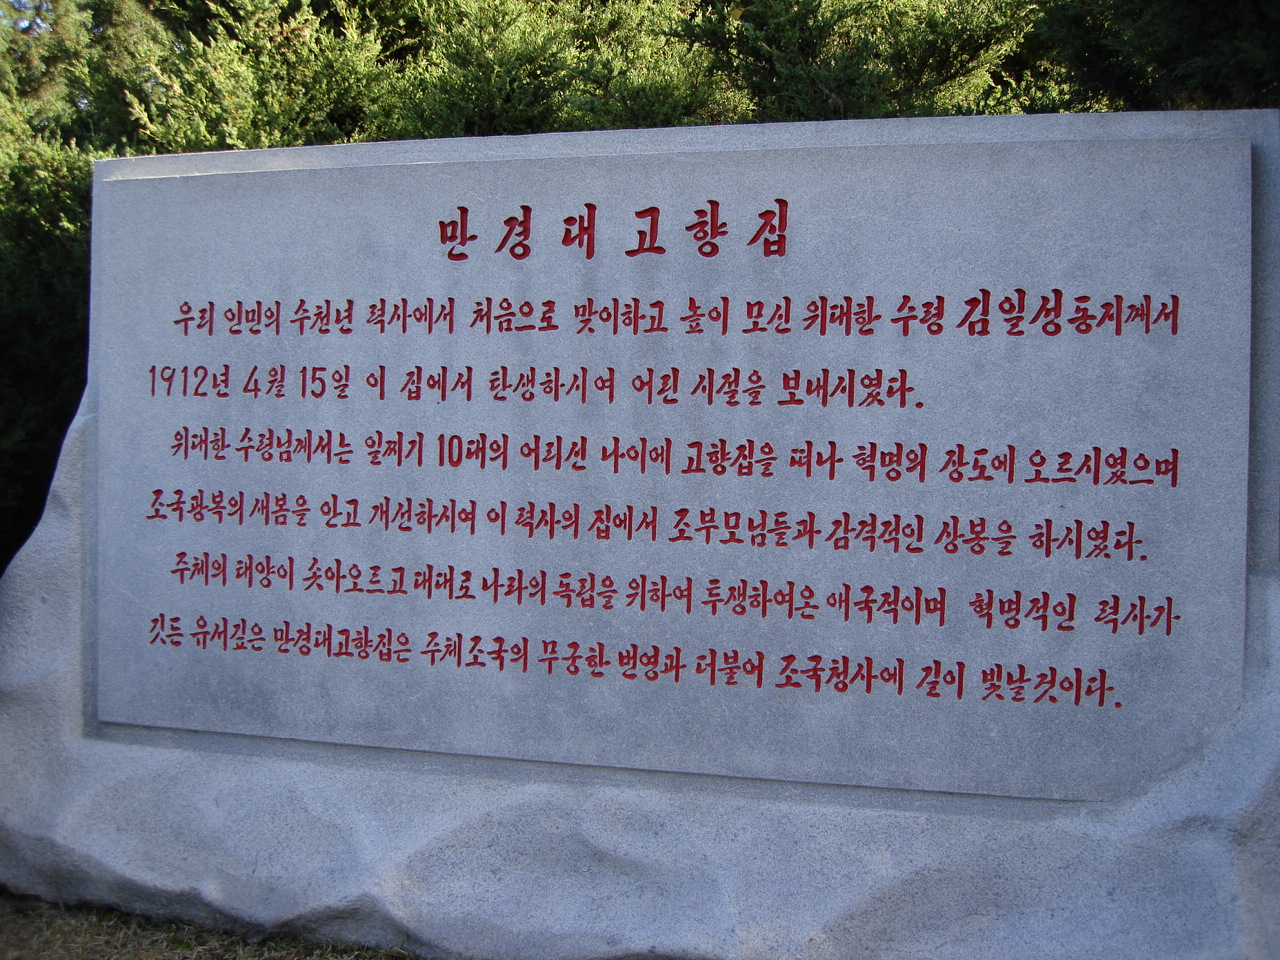 만경대고향집
우리 인민의 수천년 력사에서 처음으로 맞이하고 높이 모신 위대한 수령 김일성동지께서
1912년 4월 15일 이 집에서 탄생하시여 어린 시절을 보내시였다.
위대한 수령님께서는 일찌기 10대의 어리신 나이에 고향집을 떠나 혁명의 장도에 오르시였으며
조국광복의 새봄을 안고 개선하시여 이 력사의 집에서 조부모님들과 감격적인 상봉을 하시였다.
주체의 태양이 솟아오르고 대대로 나라의 독립을 위하여 투쟁하여온 애국적이며 혁명적인 력사가
깃든 유서깊은 만경대고향집은 주체조국의 무궁한 번영과 더불어 조국청사에 길이 빛날것이다.